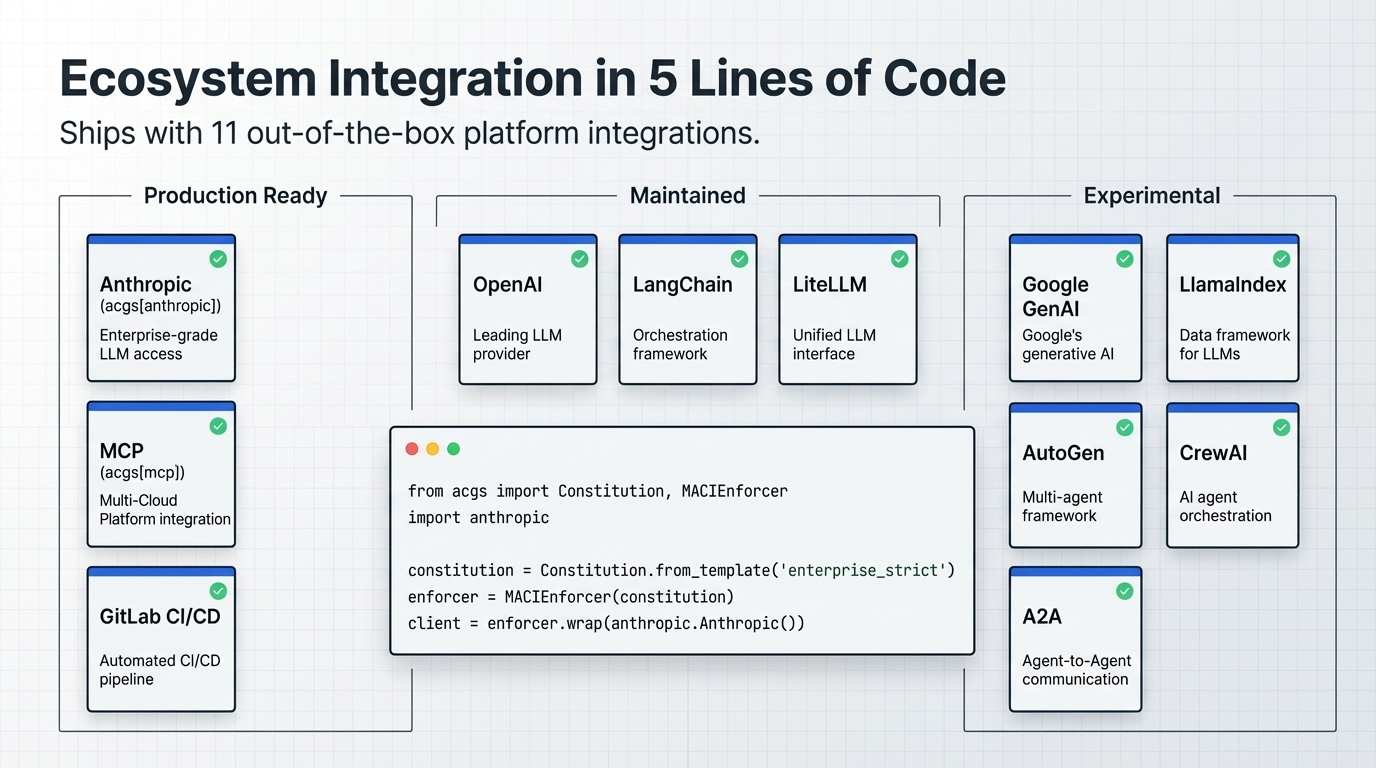 Ecosystem Integration in 5 Lines of Code
Ships with 11 out-of-the-box platform integrations.
Production Ready
Anthropic
(acgs[anthropic])
Enterprise-grade
LLM access
MCP
(acgs[mcp])
Multi-Cloud
Platform integration
GitLab CI/CD
Automated CI/CD
pipeline
Maintained
OpenAI
Leading LLM
provider
LangChain
Orchestration
framework
LiteLLM
Unified LLM
interface
from acgs import Constitution, MACIEnforcer
import anthropic
constitution = Constitution.from_template('enterprise_strict')
enforcer = MACIEnforcer(constitution)
client = enforcer.wrap(anthropic.Anthropic())
Experimental
Google
GenAI
Google's
generative AI
LlamaIndex
Data framework
for LLMs
AutoGen
Multi-agent
framework
CrewAI
AI agent
orchestration
A2A
Agent-to-Agent
communication